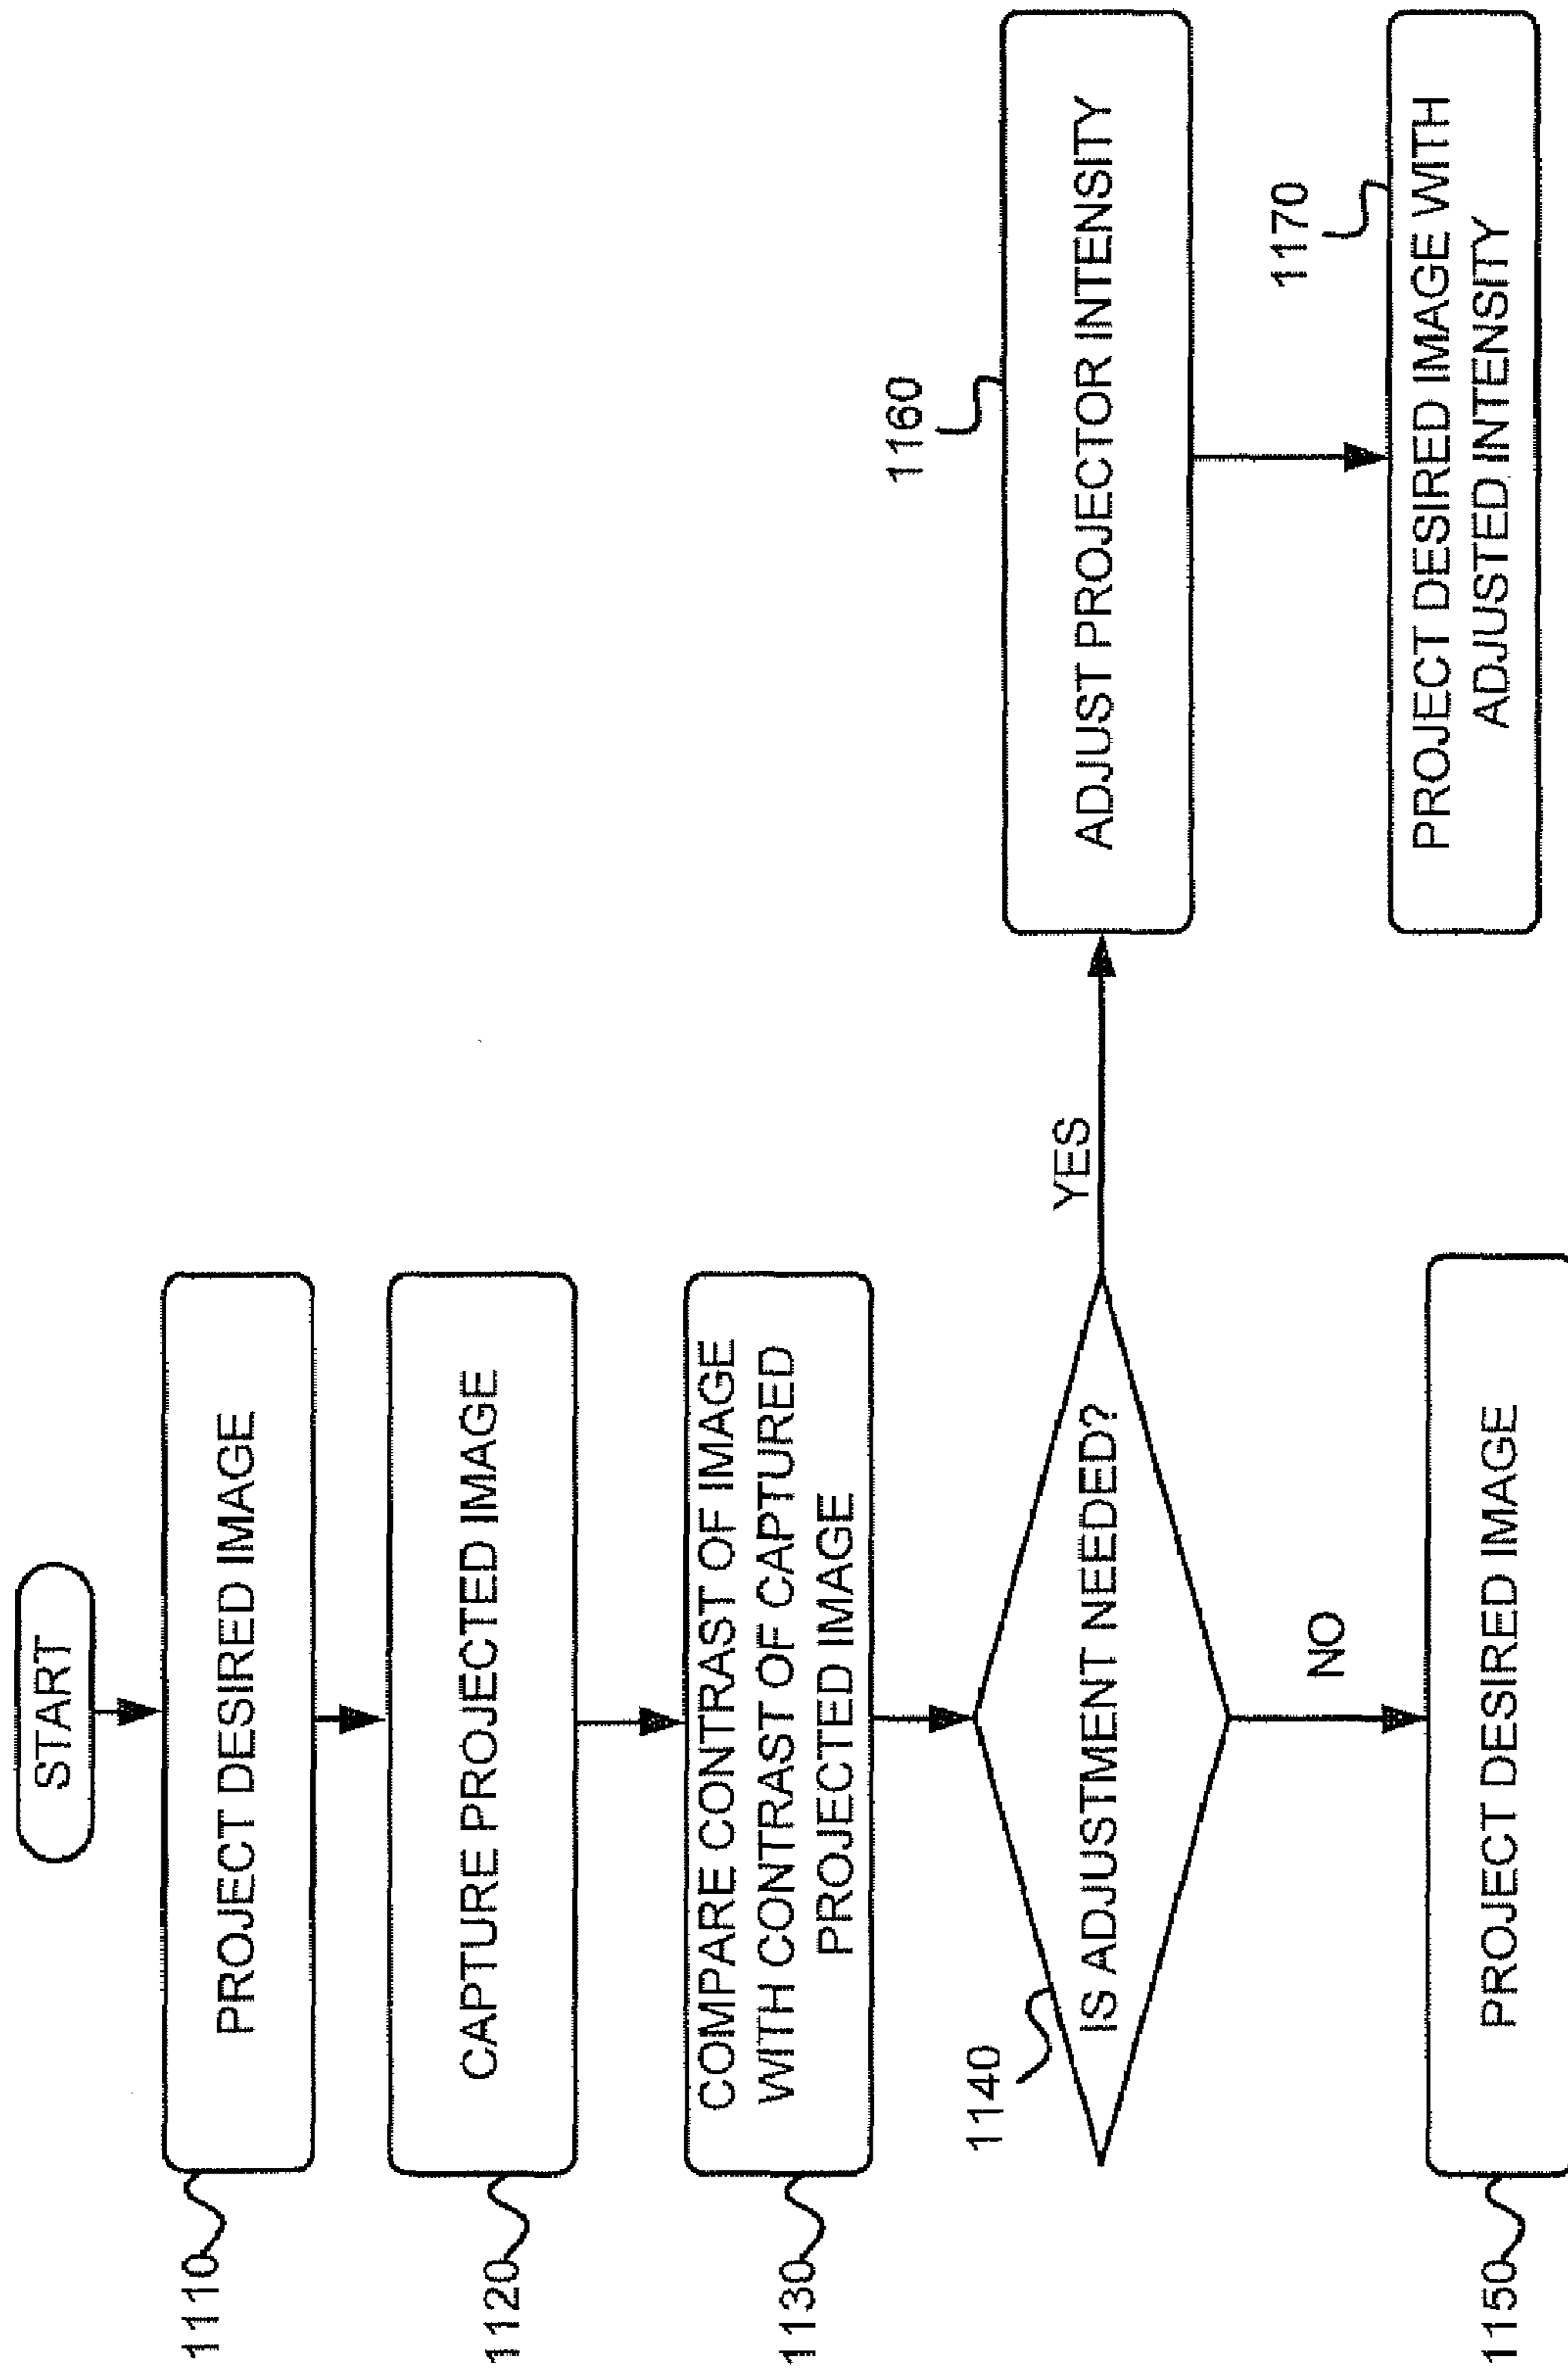 START
1110
PROJECT DESIRED IMAGE
1120
CAPTURE PROJECTED IMAGE
1130
COMPARE CONTRAST OF IMAGE
WITH CONTRAST OF CAPTURED
PROJECTED IMAGE
1140
IS ADJUSTMENT NEEDED?
YES
1160
ADJUST PROJECTOR INTENSITY
1170
PROJECT DESIRED IMAGE WITH
ADJUSTED INTENSITY
NO
1150
PROJECT DESIRED IMAGE